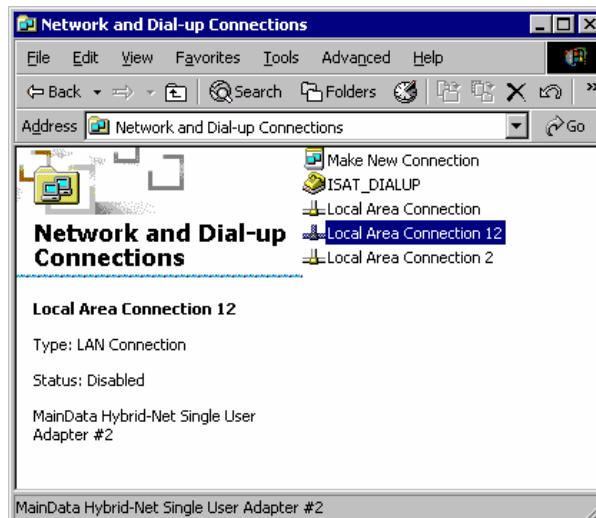 Network and Dial-up Connections
File Edit View Favorites Tools Advanced Help
Back Search Folders »
Address Network and Dial-up Connections Go
Make New Connection
ISAT_DIALUP
Local Area Connection
Local Area Connection 12
Local Area Connection 2
Network and Dial-up
Connections
Local Area Connection 12
Type: LAN Connection
Status: Disabled
MainData Hybrid-Net Single User
Adapter #2
MainData Hybrid-Net Single User Adapter #2